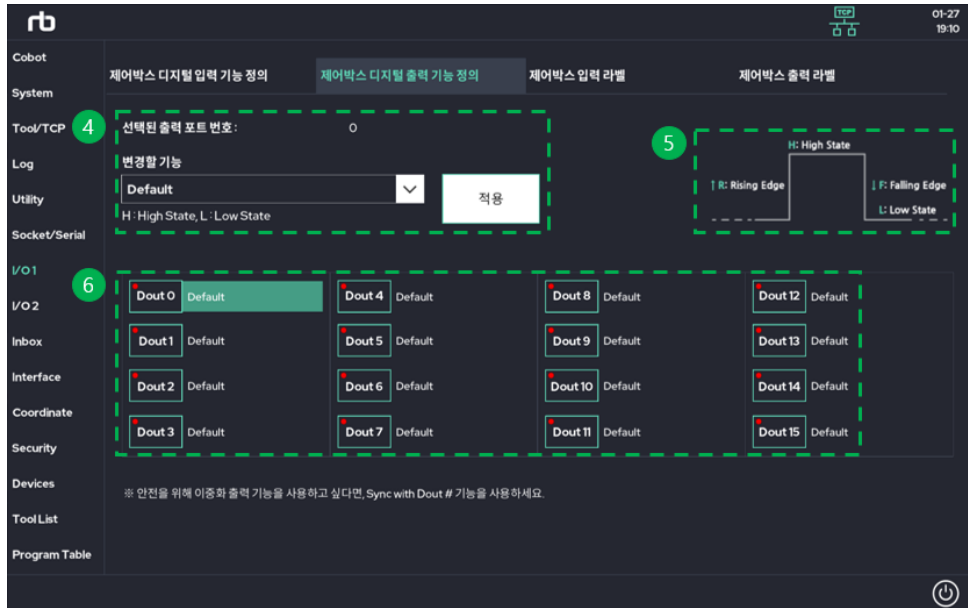 rb
TCP
01-27
19:10
Cobot
System
Tool/TCP
Log
Utility
Socket/Serial
I/O 1
I/O 2
Inbox
Interface
Coordinate
Security
Devices
Tool List
Program Table
제어박스 디지털 입력 기능 정의
제어박스 디지털 출력 기능 정의
제어박스 입력 라벨
제어박스 출력 라벨
4
선택된 출력 포트 번호:
0
변경할 기능
Default
적용
H : High State, L : Low State
5
H: High State
↑ R: Rising Edge
↓ F: Falling Edge
L: Low State
6
Dout 0 Default
Dout 4 Default
Dout 8 Default
Dout 12 Default
Dout 1 Default
Dout 5 Default
Dout 9 Default
Dout 13 Default
Dout 2 Default
Dout 6 Default
Dout 10 Default
Dout 14 Default
Dout 3 Default
Dout 7 Default
Dout 11 Default
Dout 15 Default
※ 안전을 위해 이중화 출력 기능을 사용하고 싶다면, Sync with Dout # 기능을 사용하세요.